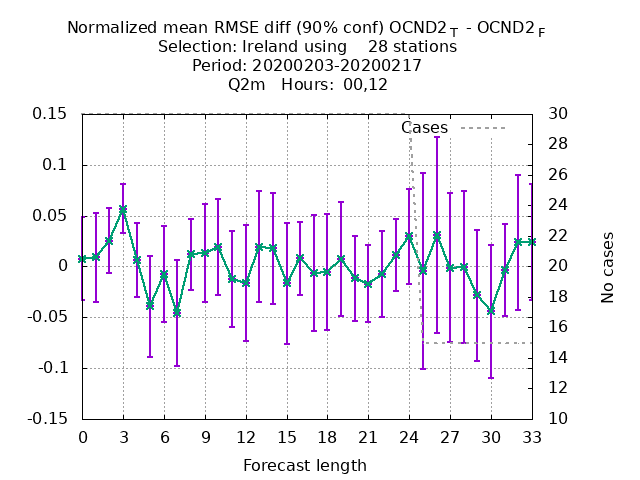 Normalized mean RMSE diff (90% conf) OCND2 T - OCND2 F
Selection: Ireland using 28 stations
Period: 20200203-20200217
Q2m Hours: 00,12
Cases
0.15
0.1
0.05
0
-0.05
-0.1
-0.15
30
28
26
24
22
20
18
16
14
12
10
No cases
0 3 6 9 12 15 18 21 24 27 30 33
Forecast length